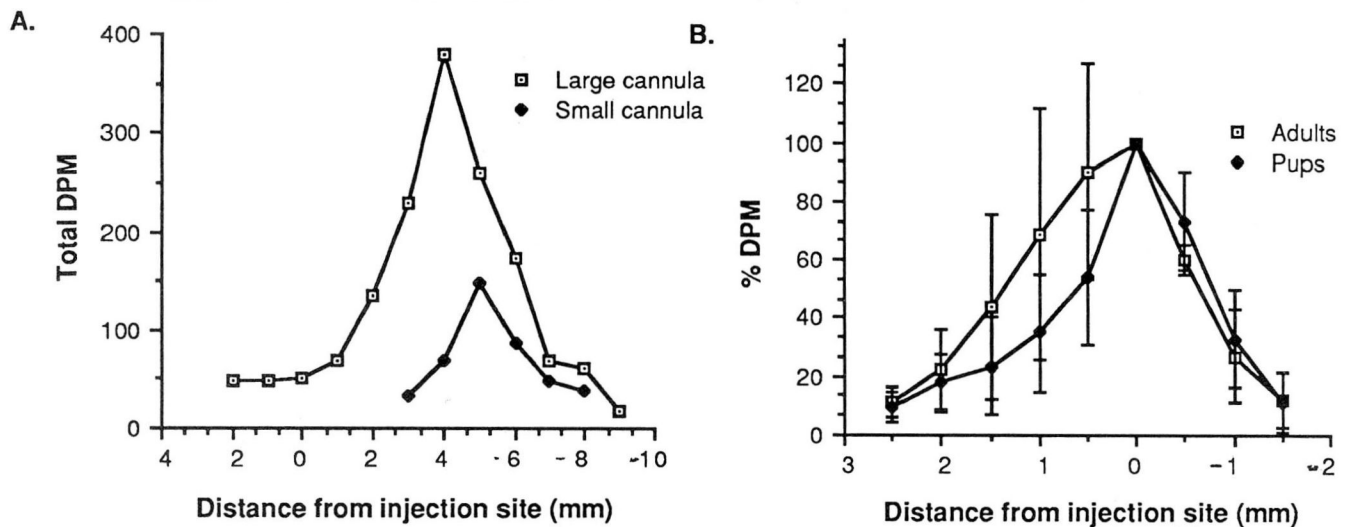 A.
Total DPM
400
300
200
100
0
4
2
0
2
4
-6
-8
-10
Distance from injection site (mm)
Large cannula
Small cannula
B.
% DPM
120
100
80
60
40
20
0
3
2
1
0
-1
-2
Distance from injection site (mm)
Adults
Pups